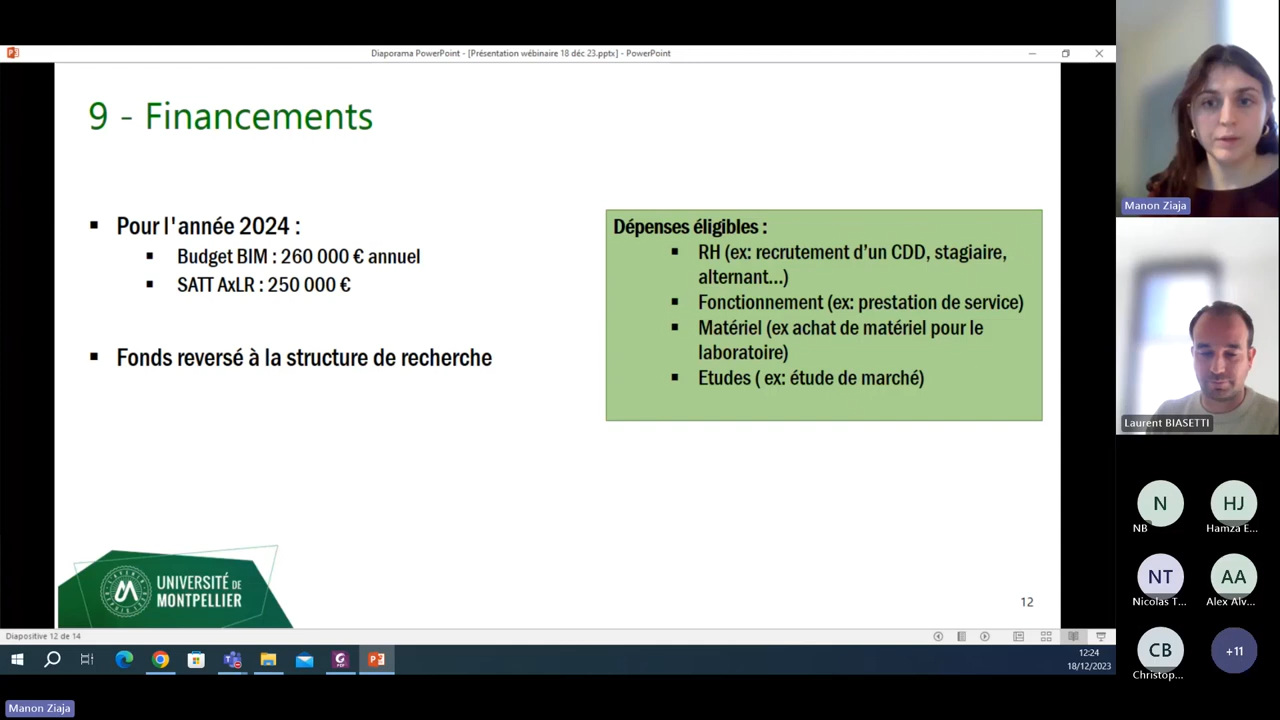 Diaporama PowerPoint - [Présentation wébinaire 18 déc 23.pptx] - PowerPoint
9 - Financements
Pour l'année 2024 :
Budget BIM : 260 000 € annuel
SATT AxLR : 250 000 €
Fonds reversé à la structure de recherche
Dépenses éligibles :
RH (ex: recrutement d'un CDD, stagiaire,
alternant...)
Fonctionnement (ex: prestation de service)
Matériel (ex achat de matériel pour le
laboratoire)
Etudes ( ex: étude de marché)
UNIVERSITÉ DE
MONTPELLIER
12
Diapositive 12 de 14
12:24
18/12/2023
Manon Ziaja
Manon Ziaja
Laurent BIASETTI
N
NB
HJ
Hamza E...
NT
Nicolas T...
AA
Alex Alv...
CB
Christop...
+11